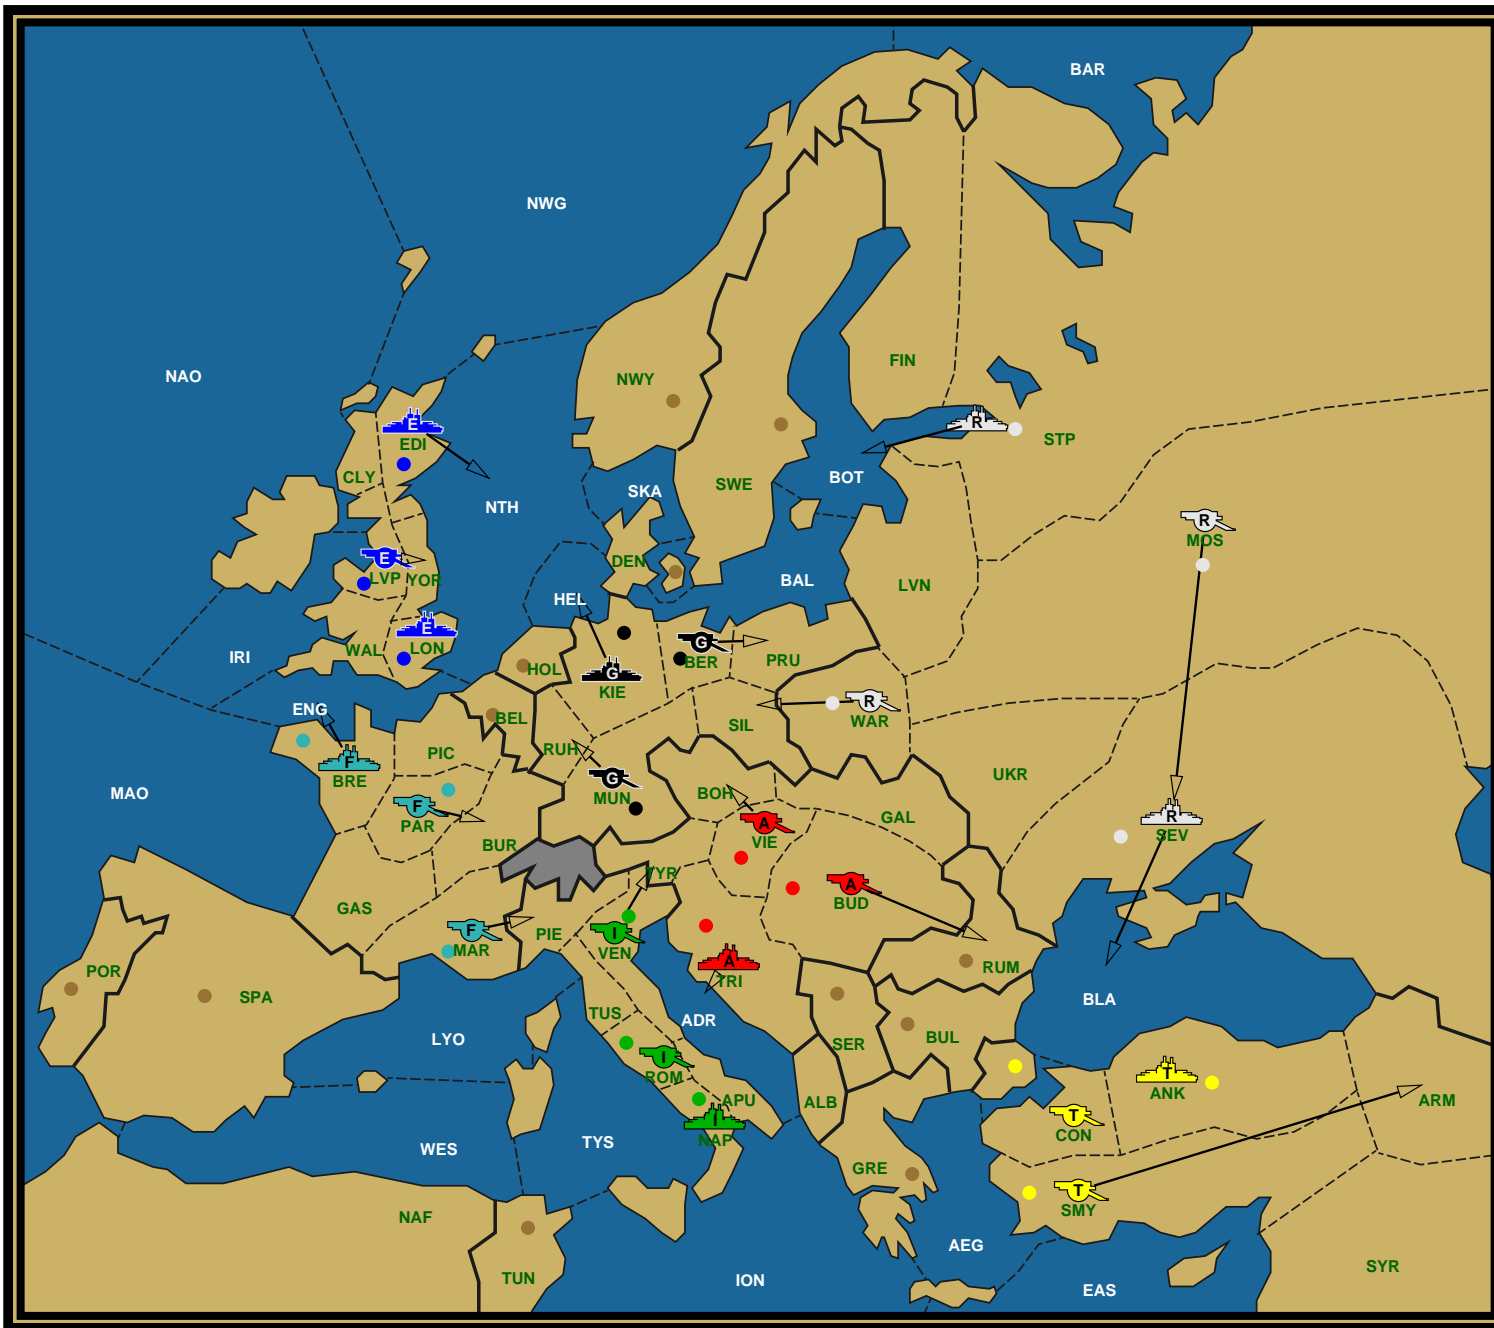 BAR
NWG
NAO
FIN
NWY
E
EDI
R
STP
CLY
BOT
SWE
SKA
NTH
R
MOS
DEN
E
LVP
YOR
BAL
LVN
HEL
E
LON
WAL
IRI
G
BER
PRU
HOL
G
KIE
R
WAR
ENG
BEL
SIL
RUH
PIC
F
BRE
UKR
G
MUN
MAO
BOH
F
PAR
A
VIE
GAL
R
SEV
BUR
TYR
A
BUD
GAS
F
MAR
PIE
I
VEN
A
TRI
RUM
POR
SPA
BLA
TUS
ADR
LYO
SER
BUL
I
ROM
T
ANK
ARM
APU
ALB
I
NAP
T
CON
WES
TYS
GRE
T
SMY
NAF
AEG
SYR
TUN
ION
EAS